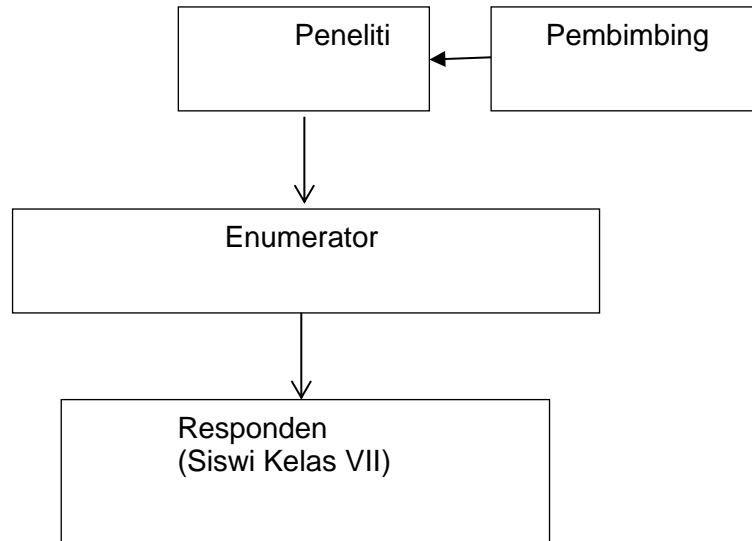 Peneliti
Pembimbing
Enumerator
Responden
(Siswi Kelas VII)